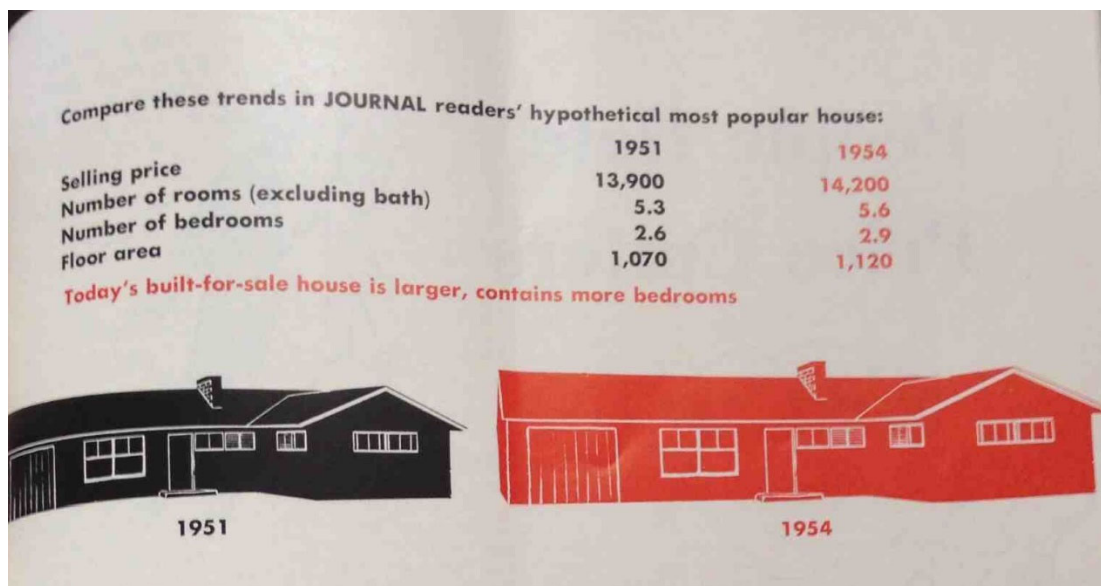 Compare these trends in JOURNAL readers' hypothetical most popular house:
1951 1954
Selling price 13,900 14,200
Number of rooms (excluding bath) 5.3 5.6
Number of bedrooms 2.6 2.9
Floor area 1,070 1,120
Today's built-for-sale house is larger, contains more bedrooms
1951 1954